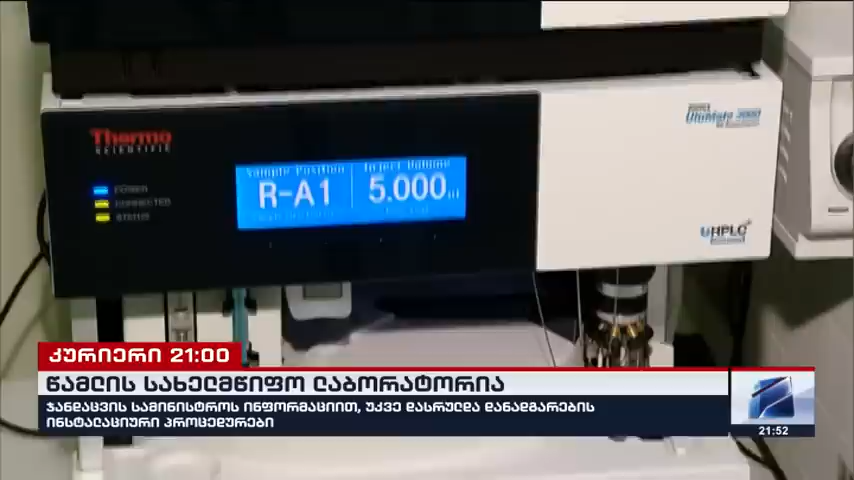 Thermo
SCIENTIFIC
Sample Position
Inject Volume
R-A1
5.000
POWER
CONNECTED
STATUS
UltiMate 3000
UHPLC+
ᲙᲣᲠᲘᲔᲠᲘ 21:00
ᲬᲐᲛᲚᲘᲡ ᲡᲐᲮᲔᲚᲛᲬᲘᲤᲝ ᲚᲐᲑᲝᲠᲐᲢᲝᲠᲘᲐ
ᲯᲐᲜᲓᲐᲪᲕᲘᲡ ᲡᲐᲛᲘᲜᲘᲡᲢᲠᲝᲡ ᲘᲜᲤᲝᲠᲛᲐᲪᲘᲘᲗ, ᲣᲙᲕᲔ ᲓᲐᲡᲠᲣᲚᲓᲐ ᲓᲐᲜᲐᲓᲒᲐᲠᲔᲑᲘᲡ
ᲘᲜᲡᲢᲐᲚᲐᲪᲘᲣᲠᲘ ᲞᲠᲝᲪᲔᲓᲣᲠᲔᲑᲘ
21:52